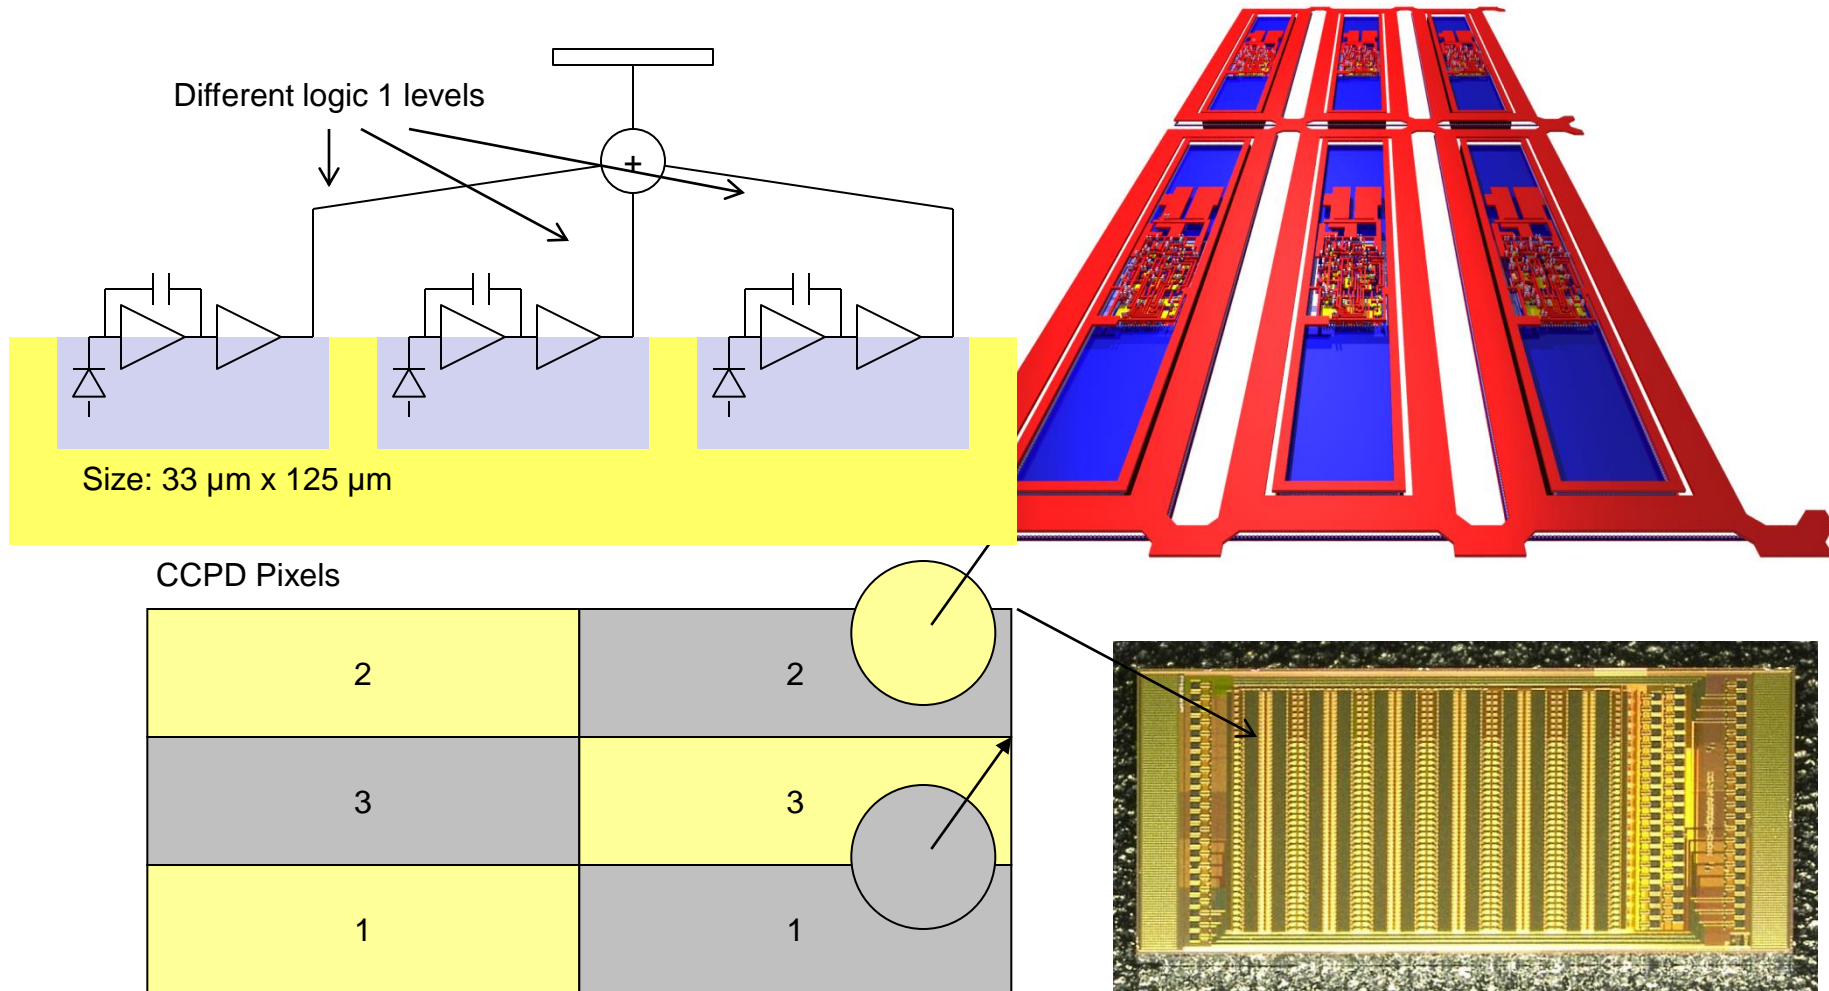 Different logic 1 levels
+
Size: 33 µm x 125 µm
CCPD Pixels
2 2
3 3
1 1